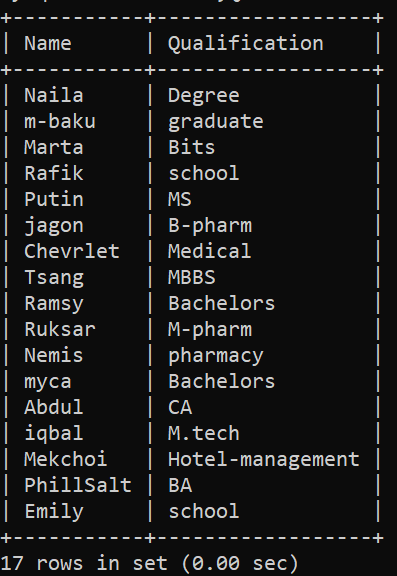 +-----------+------------------+
| Name      | Qualification    |
+-----------+------------------+
| Naila     | Degree           |
| m-baku    | graduate         |
| Marta     | Bits             |
| Rafik     | school           |
| Putin     | MS               |
| jagon     | B-pharm          |
| Chevrlet  | Medical          |
| Tsang     | MBBS             |
| Ramsy     | Bachelors        |
| Ruksar    | M-pharm          |
| Nemis     | pharmacy         |
| myca      | Bachelors        |
| Abdul     | CA               |
| iqbal     | M.tech           |
| Mekchoi   | Hotel-management |
| PhillSalt | BA               |
| Emily     | school           |
+-----------+------------------+
17 rows in set (0.00 sec)